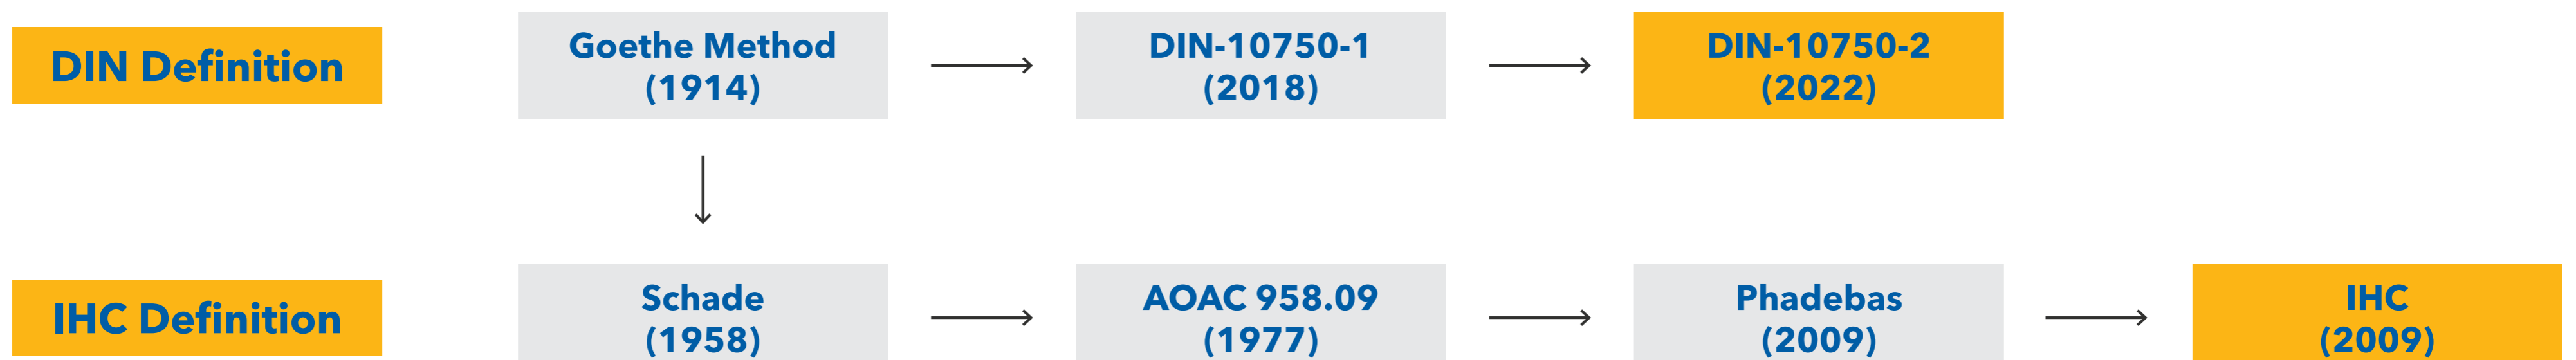 DIN Definition
Goethe Method
(1914)
DIN-10750-1
(2018)
DIN-10750-2
(2022)
IHC Definition
Schade
(1958)
AOAC 958.09
(1977)
Phadebas
(2009)
IHC
(2009)